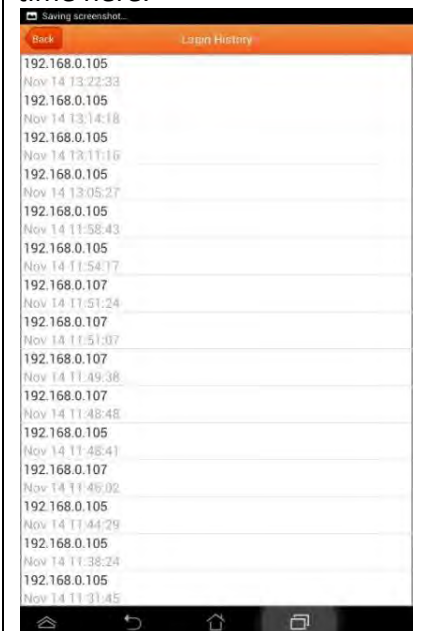 time here.
Saving screenshot...
Back
Login History
192.168.0.105
Nov 14 13:22:33
192.168.0.105
Nov 14 13:14:18
192.168.0.105
Nov 14 13:11:16
192.168.0.105
Nov 14 13:05:27
192.168.0.105
Nov 14 11:58:43
192.168.0.105
Nov 14 11:54:17
192.168.0.107
Nov 14 11:51:24
192.168.0.107
Nov 14 11:51:07
192.168.0.107
Nov 14 11:49:38
192.168.0.107
Nov 14 11:48:48
192.168.0.105
Nov 14 11:48:41
192.168.0.107
Nov 14 11:46:02
192.168.0.105
Nov 14 11:44:29
192.168.0.105
Nov 14 11:38:24
192.168.0.105
Nov 14 11:31:45